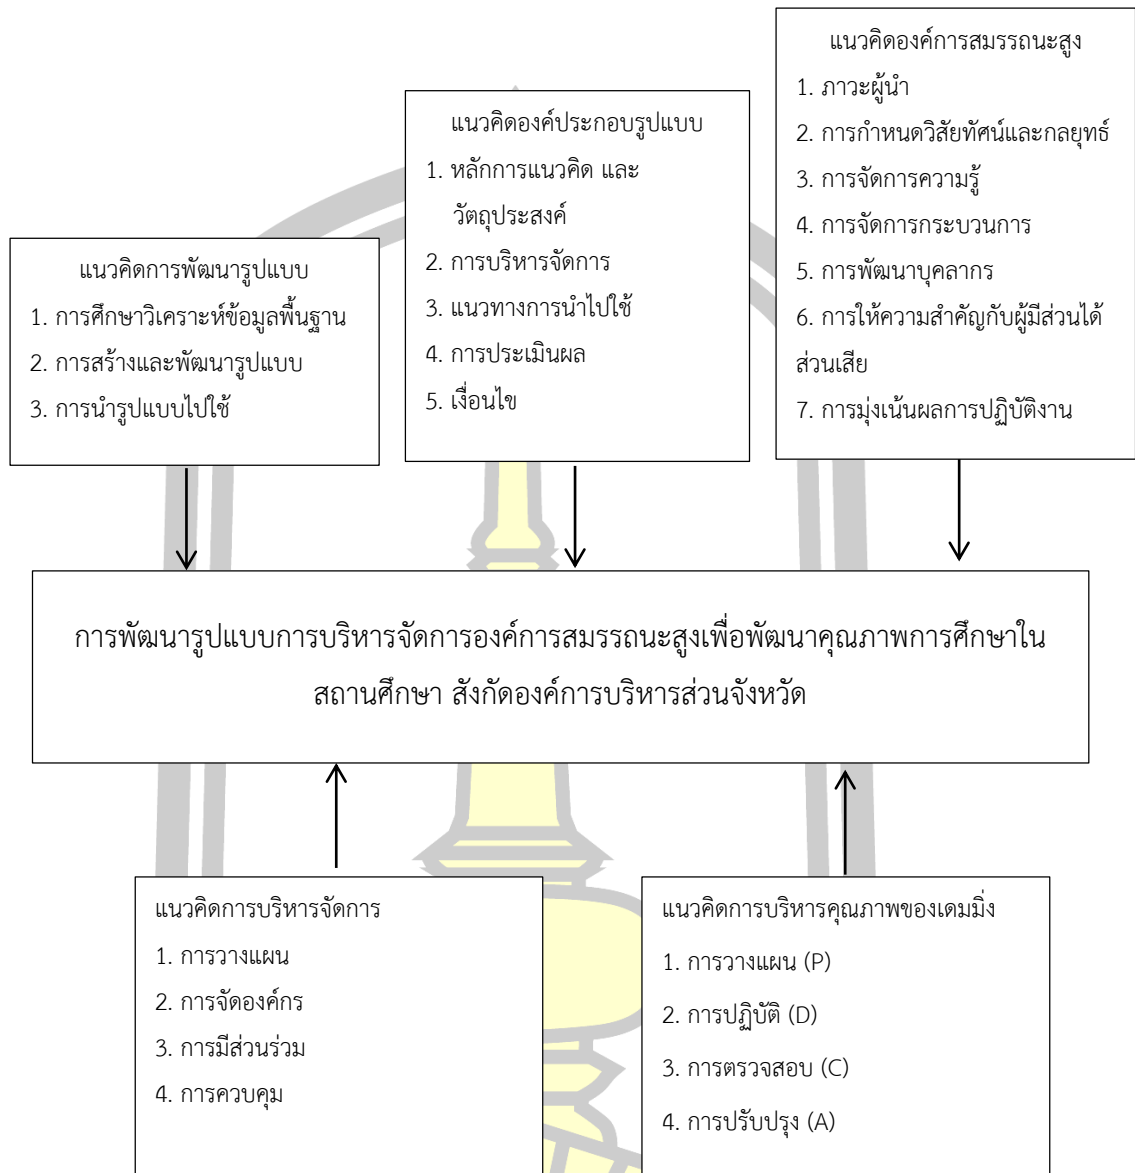 แนวคิดองค์การสมรรถนะสูง
1. ภาวะผู้นำ
2. การกำหนดวิสัยทัศน์และกลยุทธ์
3. การจัดการความรู้
4. การจัดการกระบวนการ
5. การพัฒนาบุคลากร
6. การให้ความสำคัญกับผู้มีส่วนได้
ส่วนเสีย
7. การมุ่งเน้นผลการปฏิบัติงาน
แนวคิดองค์ประกอบรูปแบบ
1. หลักการแนวคิด และ
วัตถุประสงค์
2. การบริหารจัดการ
3. แนวทางการนำไปใช้
4. การประเมินผล
5. เงื่อนไข
แนวคิดการพัฒนารูปแบบ
1. การศึกษาวิเคราะห์ข้อมูลพื้นฐาน
2. การสร้างและพัฒนารูปแบบ
3. การนำรูปแบบไปใช้
การพัฒนารูปแบบการบริหารจัดการองค์การสมรรถนะสูงเพื่อพัฒนาคุณภาพการศึกษาใน
สถานศึกษา สังกัดองค์การบริหารส่วนจังหวัด
แนวคิดการบริหารจัดการ
1. การวางแผน
2. การจัดองค์กร
3. การมีส่วนร่วม
4. การควบคุม
แนวคิดการบริหารคุณภาพของเดมมิ่ง
1. การวางแผน (P)
2. การปฏิบัติ (D)
3. การตรวจสอบ (C)
4. การปรับปรุง (A)